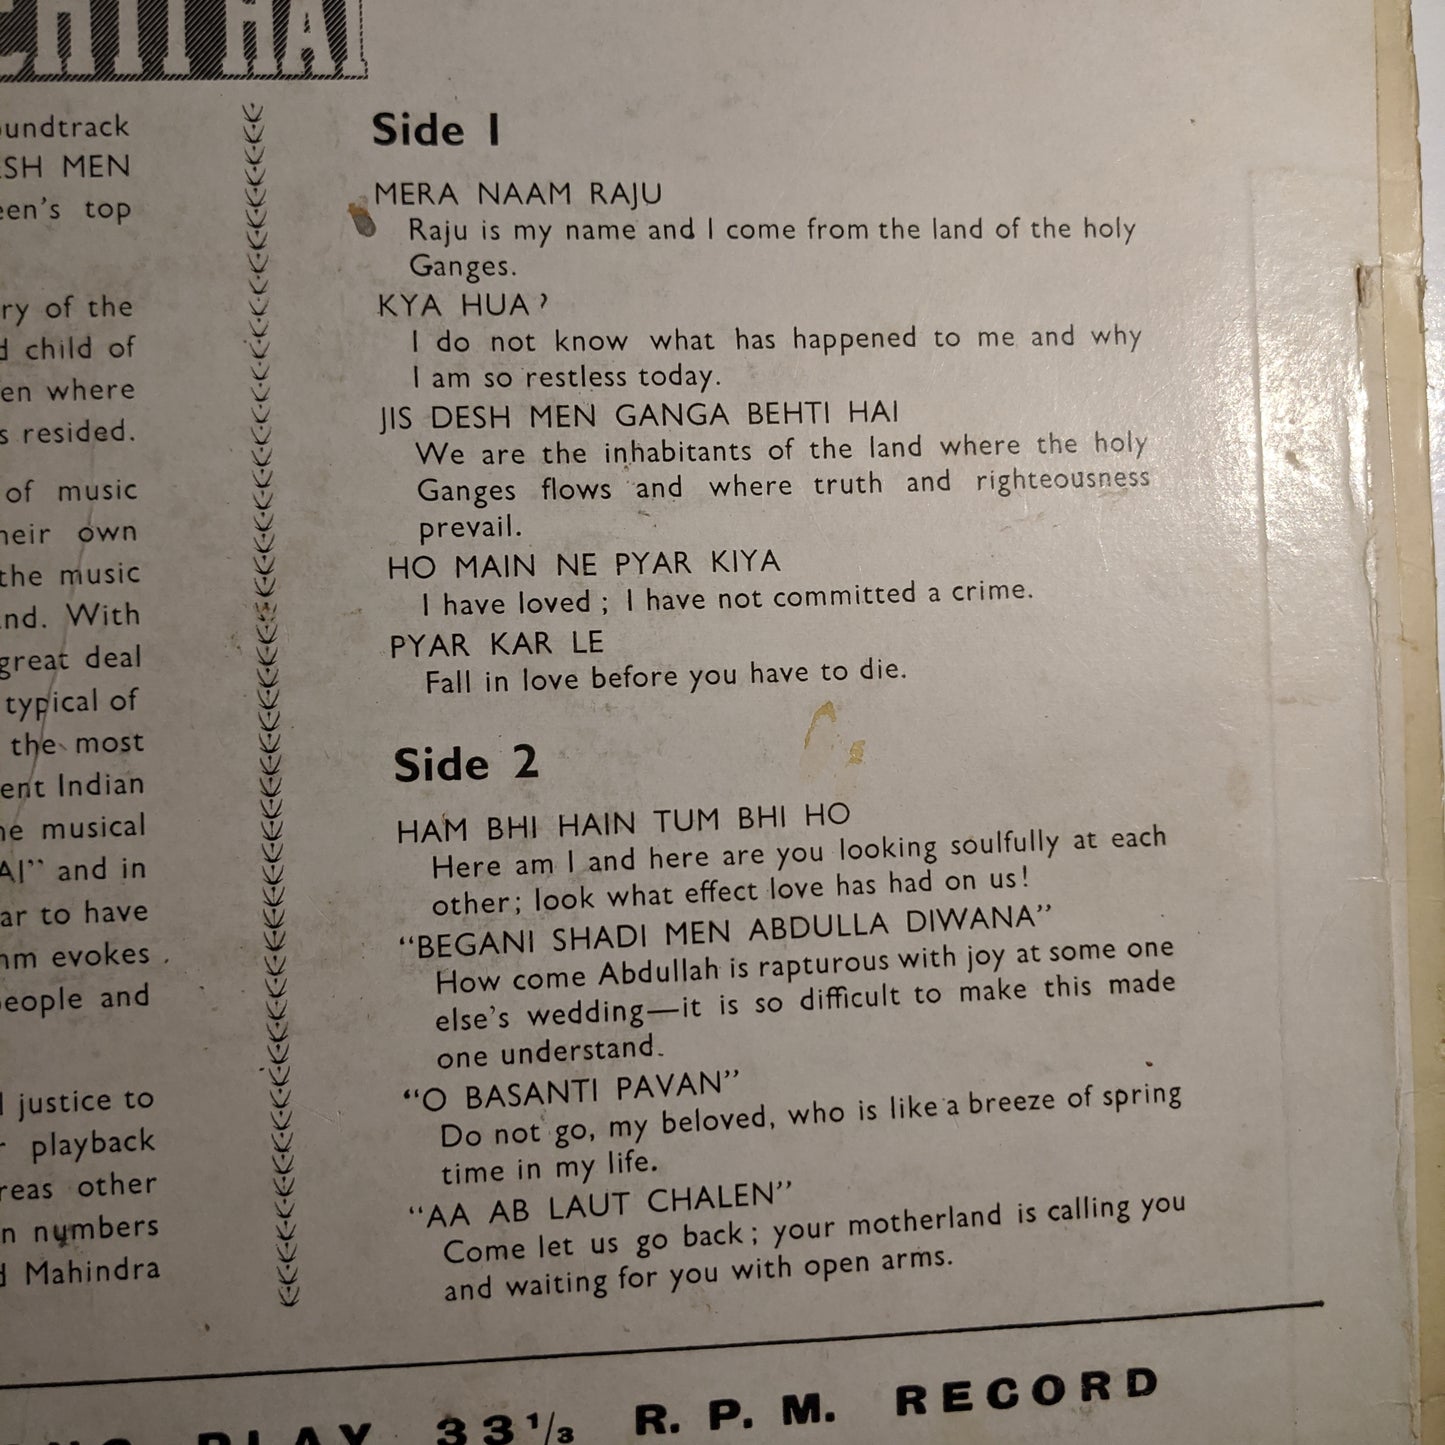 HTI HAI
SH MEN
top
ry of the
child of
en where
s resided.
of music
own
the music
With
great deal
typical of
the most
Indian
musical
and in
ar to have
evokes
and
justice to
playback
other
numbers
Mahindra
Side 1
MERA NAAM RAJU
Raju is my name and I come from the land of the holy
Ganges.
KYA HUA?
I do not know what has happened to me and why
I am so restless today.
JIS DESH MEN GANGA BEHTI HAI
We are the inhabitants of the land where the holy
Ganges flows and where truth and righteousness
prevail.
HO MAIN NE PYAR KIYA
I have loved ; I have not committed a crime.
PYAR KAR LE
Fall in love before you have to die.
Side 2
HAM BHI HAIN TUM BHI HO
Here am I and here are you looking soulfully at each
other; look what effect love has had on us!
“BEGANI SHADI MEN ABDULLA DIWANA”
How come Abdullah is rapturous with joy at some one
else’s wedding—it is so difficult to make this made
one understand.
“O BASANTI PAVAN”
Do not go, my beloved, who is like a breeze of spring
time in my life.
“AA AB LAUT CHALEN”
Come let us go back ; your motherland is calling you
and waiting for you with open arms.
PLAY 33⅓ R. P. M. RECORD